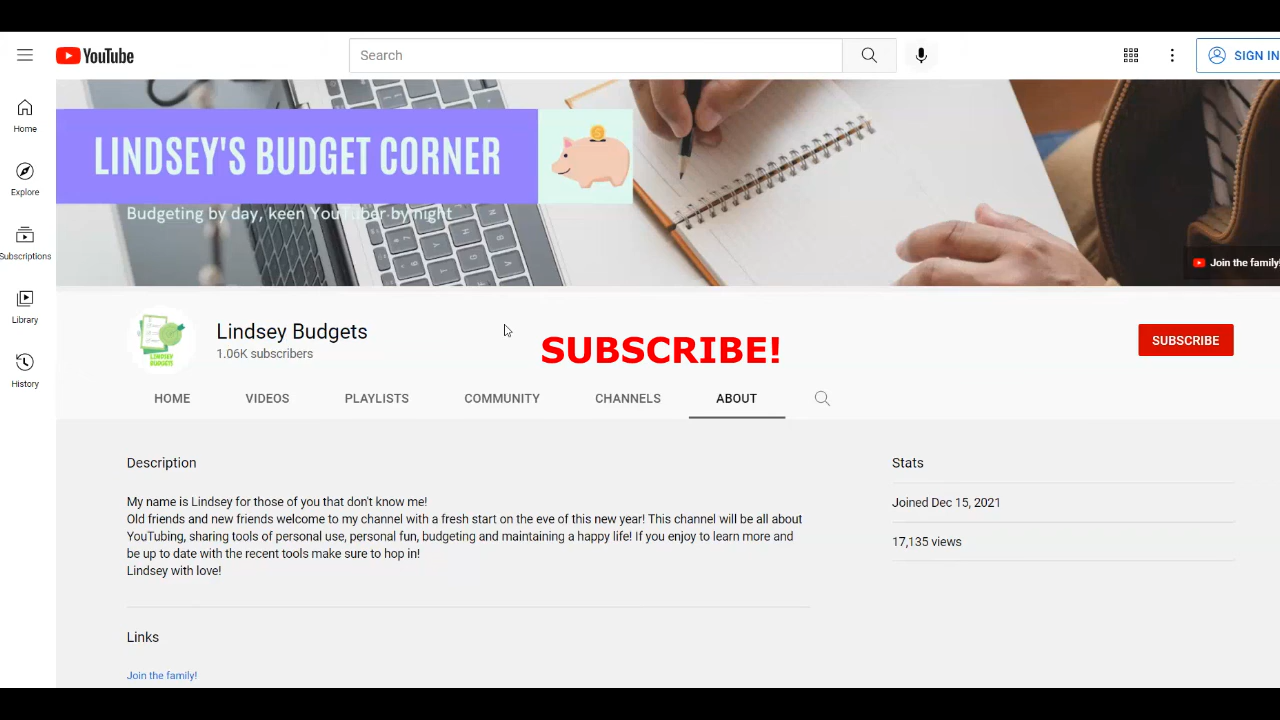 YouTube
Search
SIGN IN
Home
Explore
Subscriptions
Library
History
LINDSEY'S BUDGET CORNER
Budgeting by day, keen YouTuber by night
Join the family!
Lindsey Budgets
1.06K subscribers
SUBSCRIBE!
SUBSCRIBE
LINDSEY
BUDGETS
HOME VIDEOS PLAYLISTS COMMUNITY CHANNELS ABOUT
Description
My name is Lindsey for those of you that don't know me!
Old friends and new friends welcome to my channel with a fresh start on the eve of this new year! This channel will be all about
YouTubing, sharing tools of personal use, personal fun, budgeting and maintaining a happy life! If you enjoy to learn more and
be up to date with the recent tools make sure to hop in!
Lindsey with love!
Stats
Joined Dec 15, 2021
17,135 views
Links
Join the family!